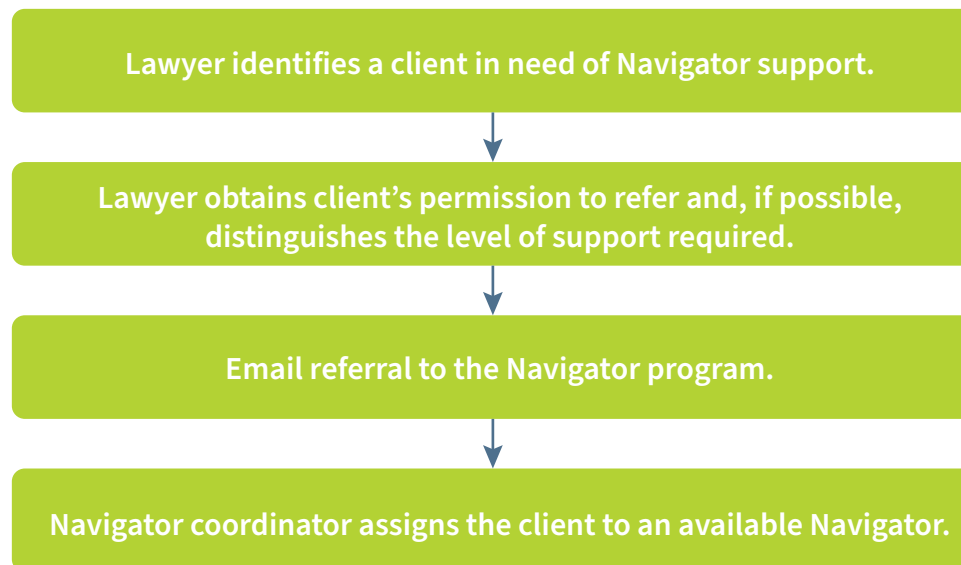 Lawyer identifies a client in need of Navigator support.
Lawyer obtains client’s permission to refer and, if possible,
distinguishes the level of support required.
Email referral to the Navigator program.
Navigator coordinator assigns the client to an available Navigator.